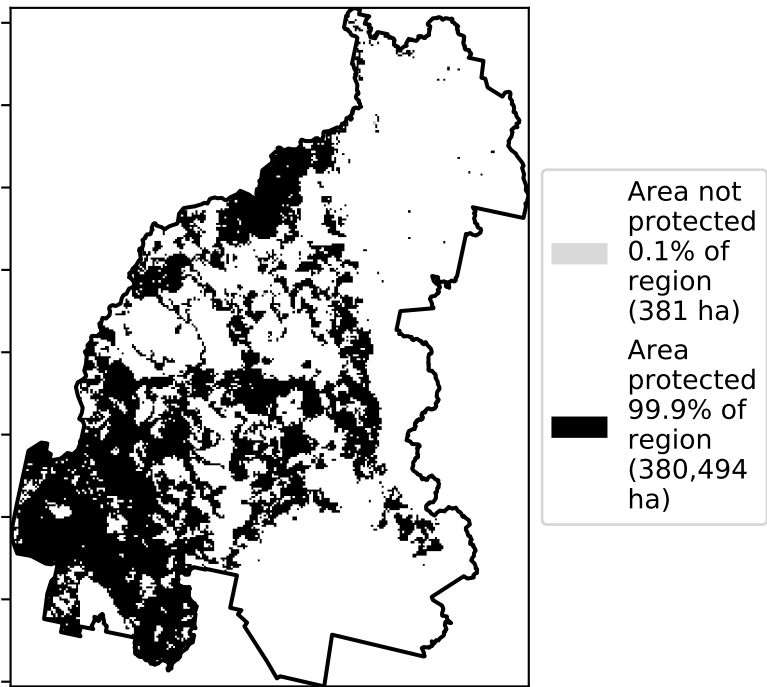 Area not
protected
0.1% of
region
(381 ha)
Area
protected
99.9% of
region
(380,494
ha)